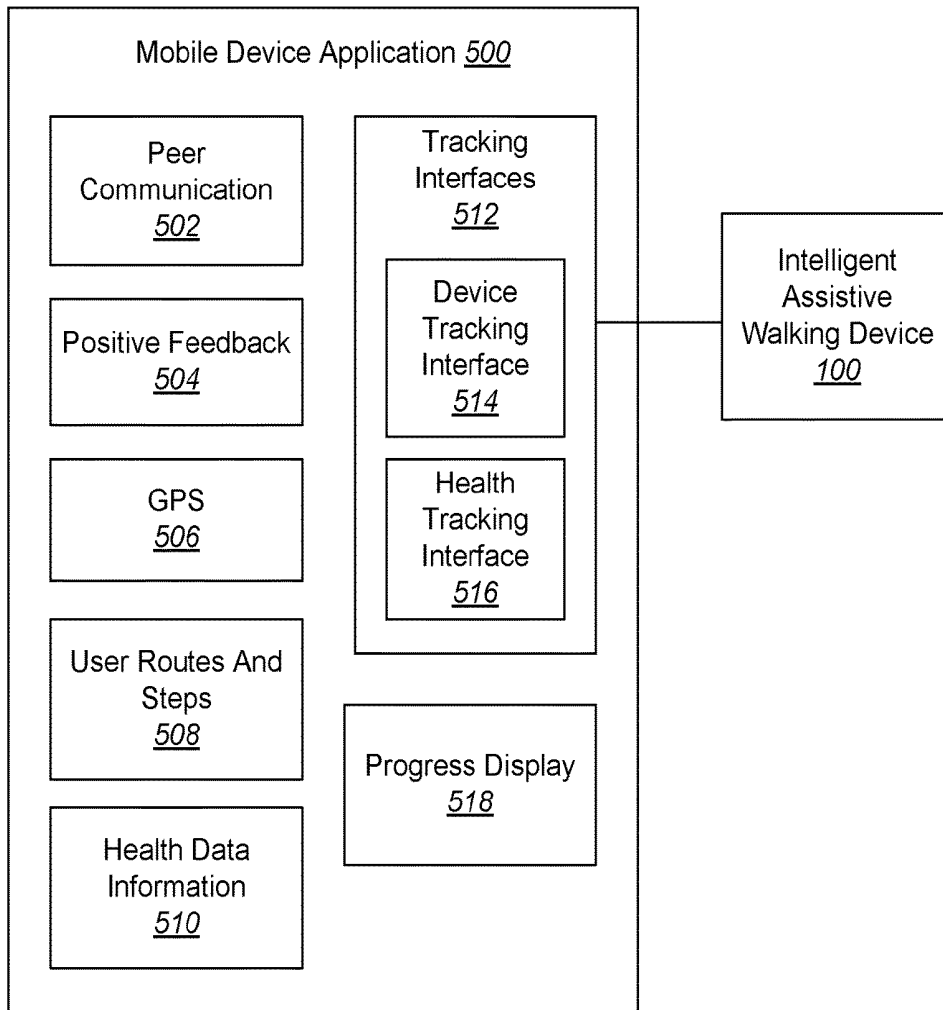 Mobile Device Application 500
Peer
Communication
502
Positive Feedback
504
GPS
506
User Routes And
Steps
508
Health Data
Information
510
Tracking
Interfaces
512
Device
Tracking
Interface
514
Health
Tracking
Interface
516
Progress Display
518
Intelligent
Assistive
Walking Device
100